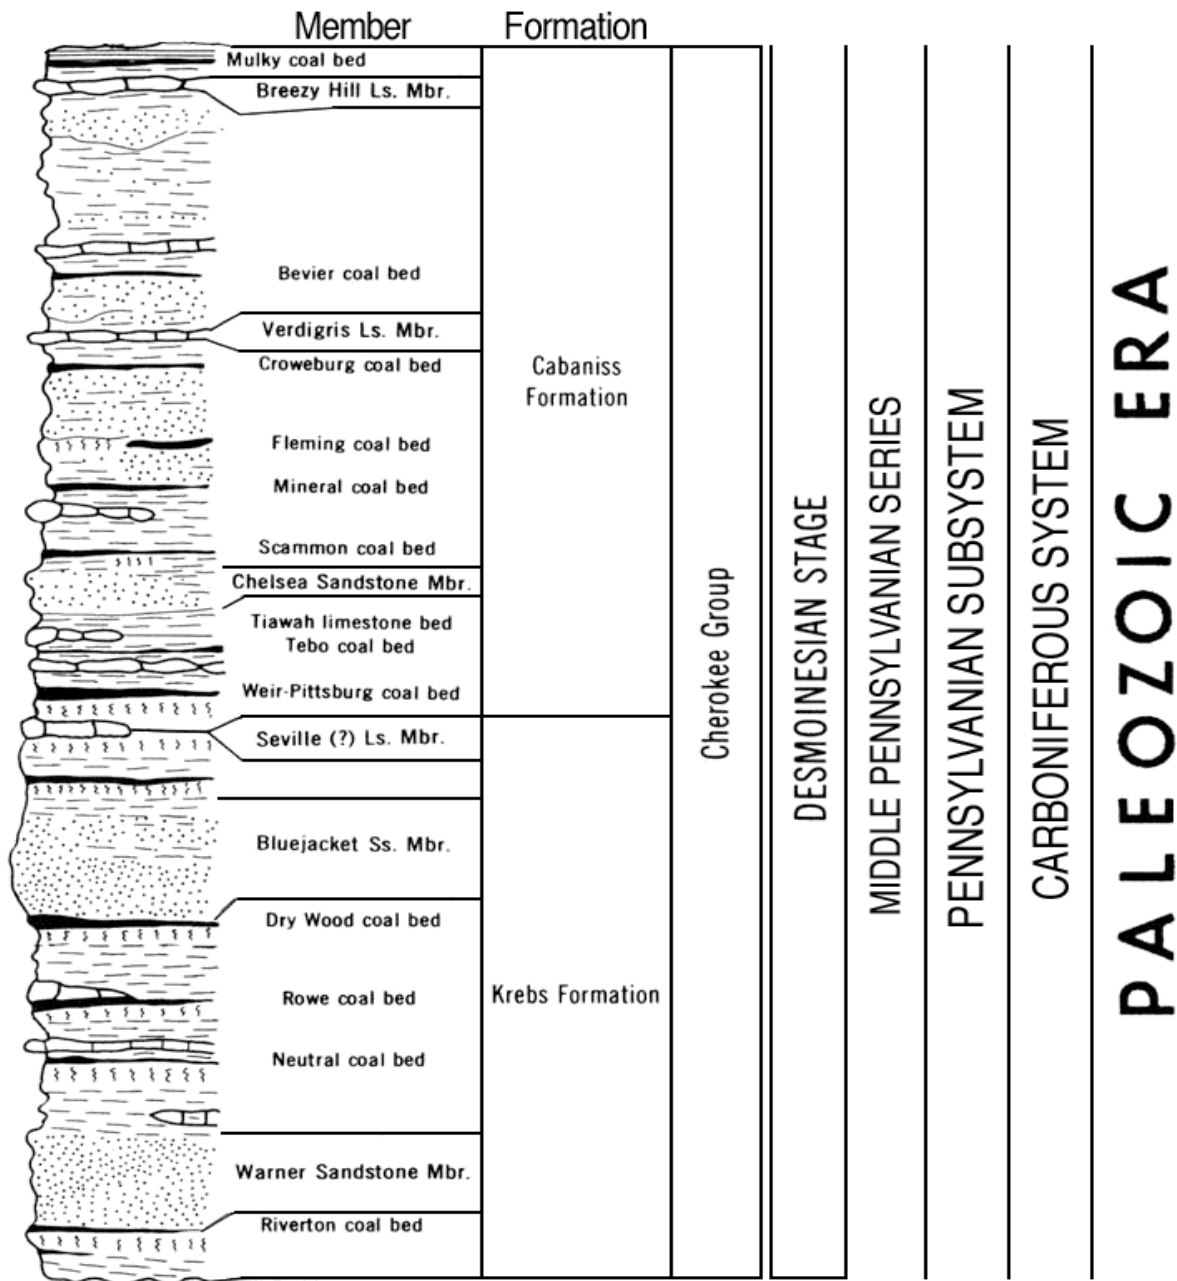 Member
Formation
Mulky coal bed
Breezy Hill Ls. Mbr.
Bevier coal bed
Verdigris Ls. Mbr.
Croweburg coal bed
Fleming coal bed
Mineral coal bed
Scammon coal bed
Chelsea Sandstone Mbr.
Tiawah limestone bed
Tebo coal bed
Weir-Pittsburg coal bed
Seville (?) Ls. Mbr.
Bluejacket Ss. Mbr.
Dry Wood coal bed
Rowe coal bed
Neutral coal bed
Warner Sandstone Mbr.
Riverton coal bed
Cabaniss
Formation
Krebs Formation
Cherokee Group
DESMOINESIAN STAGE
MIDDLE PENNSYLVANIAN SERIES
PENNSYLVANIAN SUBSYSTEM
CARBONIFEROUS SYSTEM
PALEOZOIC ERA